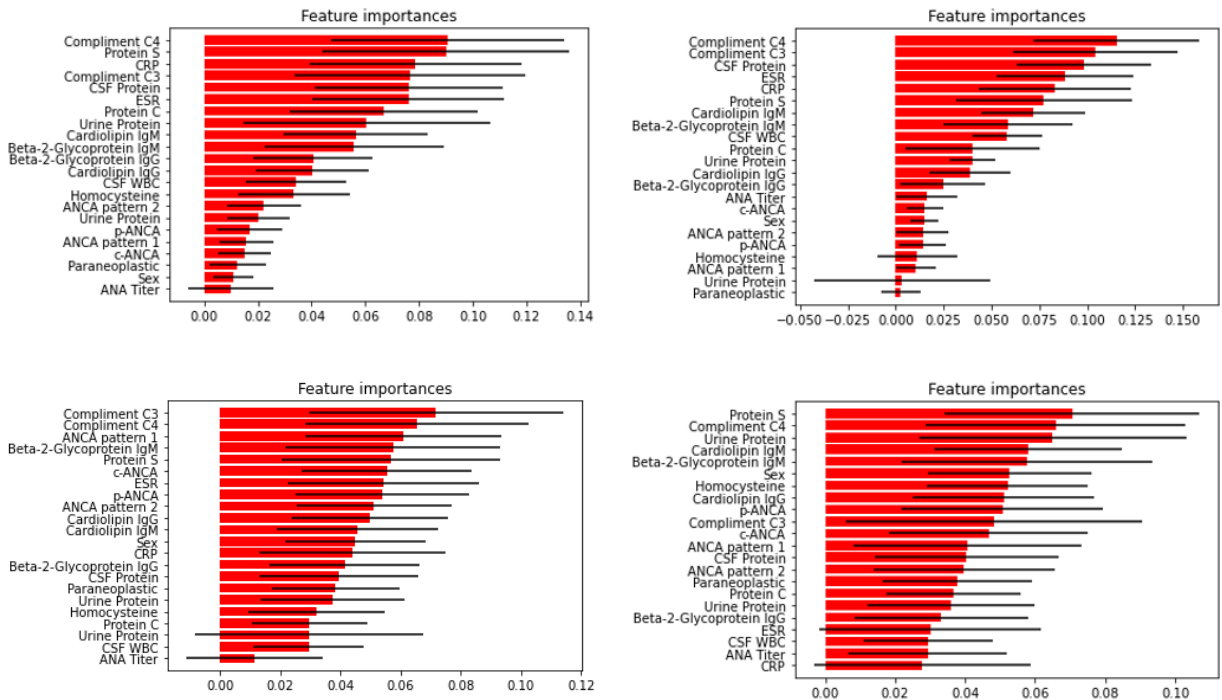 Feature importances
Compliment C4
Protein S
CRP
Compliment C3
CSF Protein
ESR
Protein C
Urine Protein
Cardiolipin IgM
Beta-2-Glycoprotein IgM
Beta-2-Glycoprotein IgG
Cardiolipin IgG
CSF WBC
Homocysteine
ANCA pattern 2
Urine Protein
p-ANCA
ANCA pattern 1
c-ANCA
Paraneoplastic
Sex
ANA Titer
0.00 0.02 0.04 0.06 0.08 0.10 0.12 0.14
Feature importances
Compliment C4
Compliment C3
CSF Protein
ESR
CRP
Protein S
Cardiolipin IgM
Beta-2-Glycoprotein IgM
CSF WBC
Protein C
Urine Protein
Cardiolipin IgG
Beta-2-Glycoprotein IgG
ANA Titer
c-ANCA
Sex
ANCA pattern 2
p-ANCA
Homocysteine
ANCA pattern 1
Urine Protein
Paraneoplastic
−0.050 −0.025 0.000 0.025 0.050 0.075 0.100 0.125 0.150
Feature importances
Compliment C3
Compliment C4
ANCA pattern 1
Beta-2-Glycoprotein IgM
Protein S
c-ANCA
ESR
p-ANCA
ANCA pattern 2
Cardiolipin IgG
Cardiolipin IgM
Sex
CRP
Beta-2-Glycoprotein IgG
CSF Protein
Paraneoplastic
Urine Protein
Homocysteine
Protein C
Urine Protein
CSF WBC
ANA Titer
0.00 0.02 0.04 0.06 0.08 0.10 0.12
Feature importances
Protein S
Compliment C4
Urine Protein
Cardiolipin IgM
Beta-2-Glycoprotein IgM
Sex
Homocysteine
Cardiolipin IgG
p-ANCA
Compliment C3
c-ANCA
ANCA pattern 1
CSF Protein
ANCA pattern 2
Paraneoplastic
Protein C
Urine Protein
Beta-2-Glycoprotein IgG
ESR
CSF WBC
ANA Titer
CRP
0.00 0.02 0.04 0.06 0.08 0.10